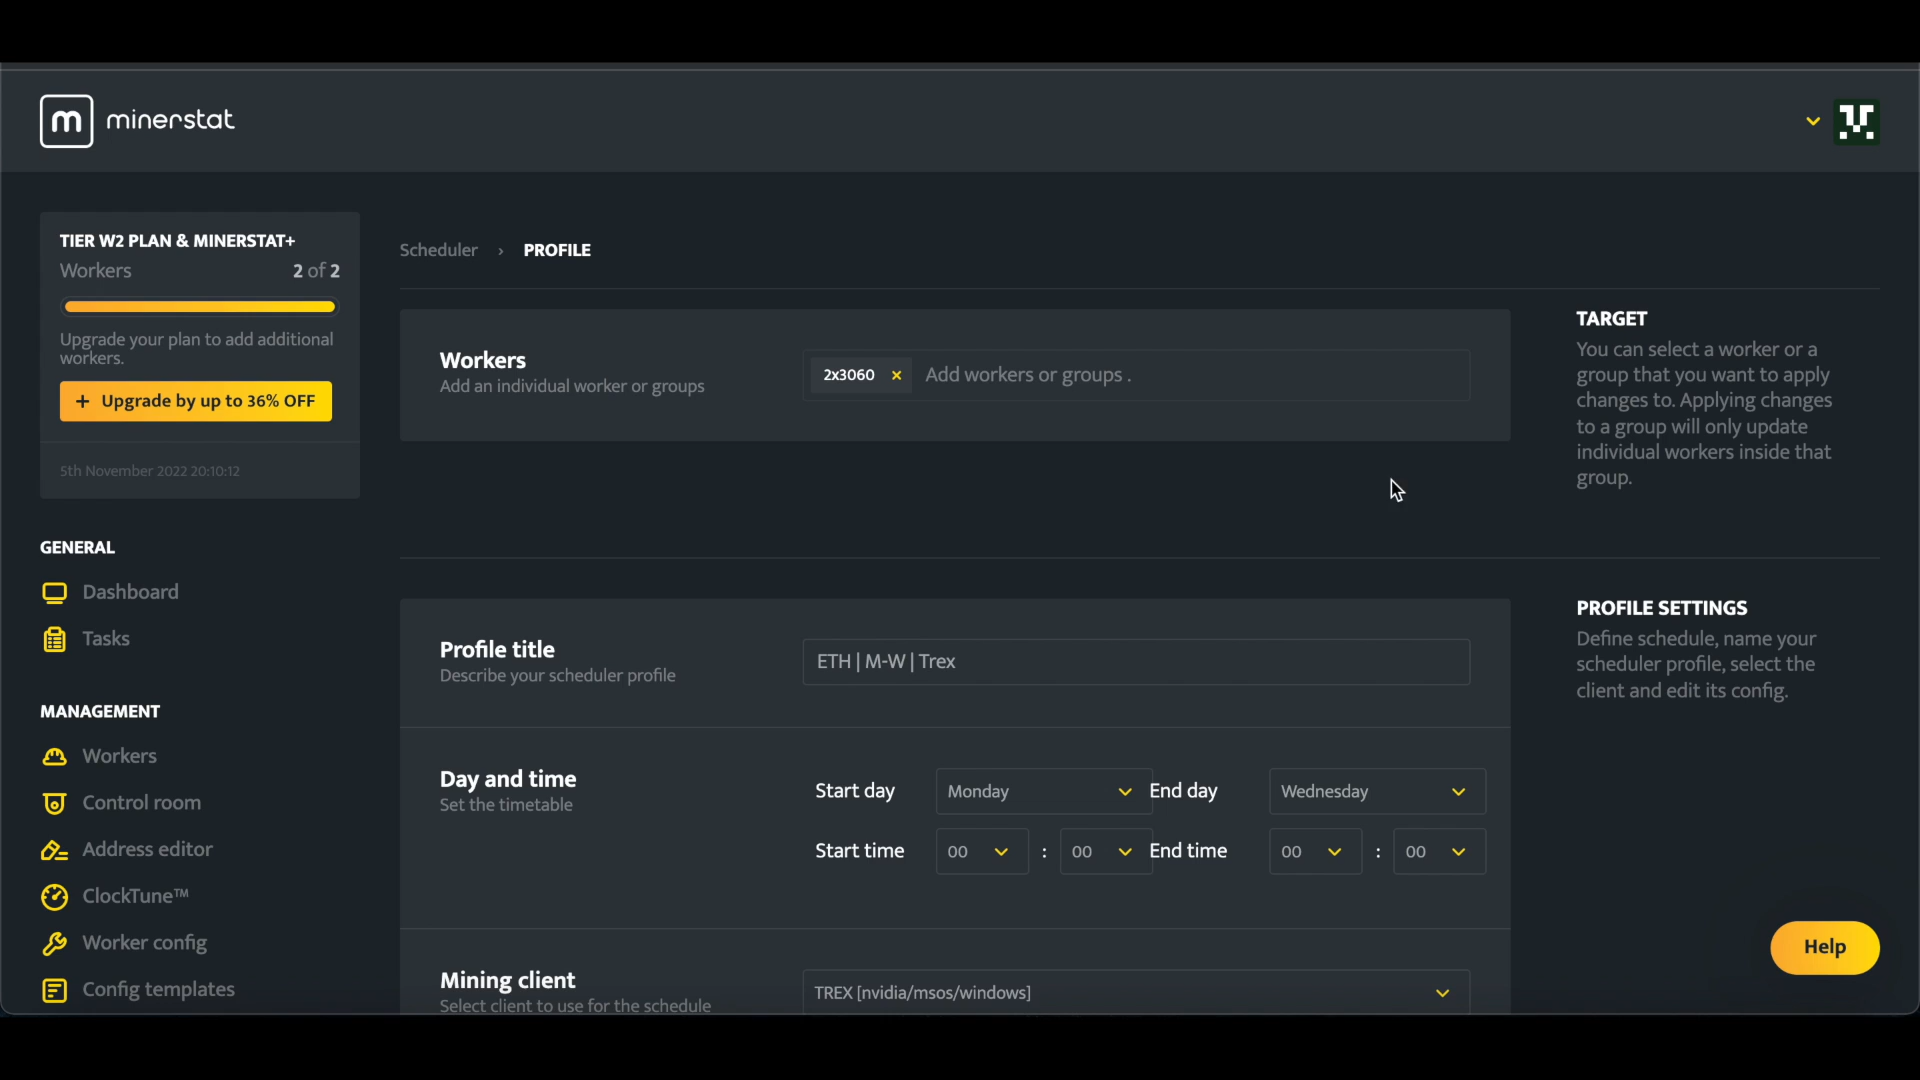 m minerstat
TIER W2 PLAN & MINERSTAT+
Workers 2 of 2
Upgrade your plan to add additional
workers.
+ Upgrade by up to 36% OFF
5th November 2022 20:10:12
GENERAL
Dashboard
Tasks
MANAGEMENT
Workers
Control room
Address editor
ClockTune™
Worker config
Config templates
Scheduler › PROFILE
Workers
Add an individual worker or groups
2x3060 × Add workers or groups .
TARGET
You can select a worker or a
group that you want to apply
changes to. Applying changes
to a group will only update
individual workers inside that
group.
Profile title
Describe your scheduler profile
ETH | M-W | Trex
PROFILE SETTINGS
Define schedule, name your
scheduler profile, select the
client and edit its config.
Day and time
Set the timetable
Start day Monday End day Wednesday
Start time 00 : 00 End time 00 : 00
Mining client
Select client to use for the schedule
TREX [nvidia/msos/windows]
Help